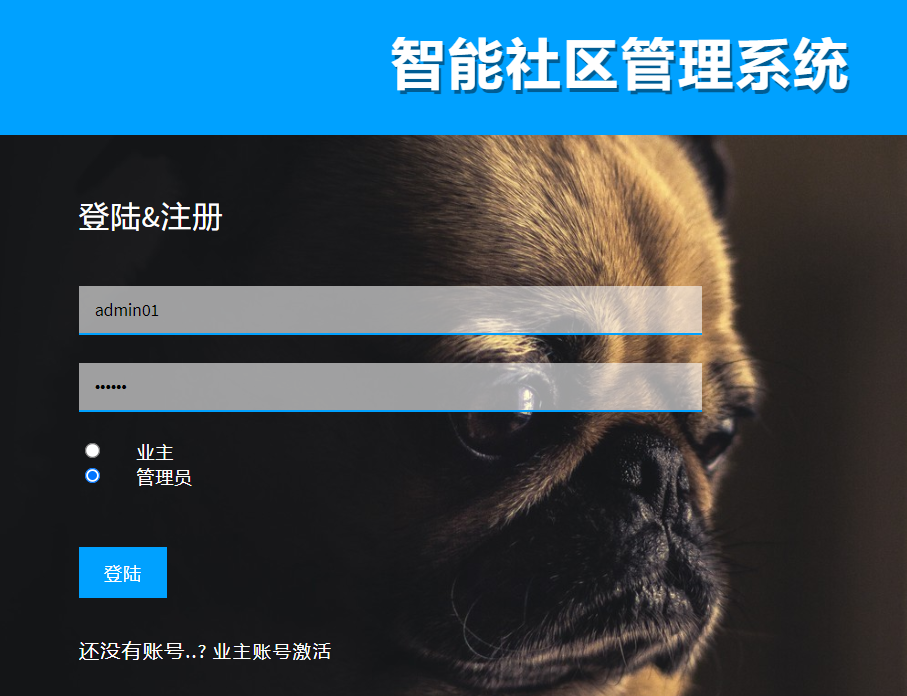 智能社区管理系统
登陆&注册
admin01
••••••
业主
管理员
登陆
还没有账号..? 业主账号激活